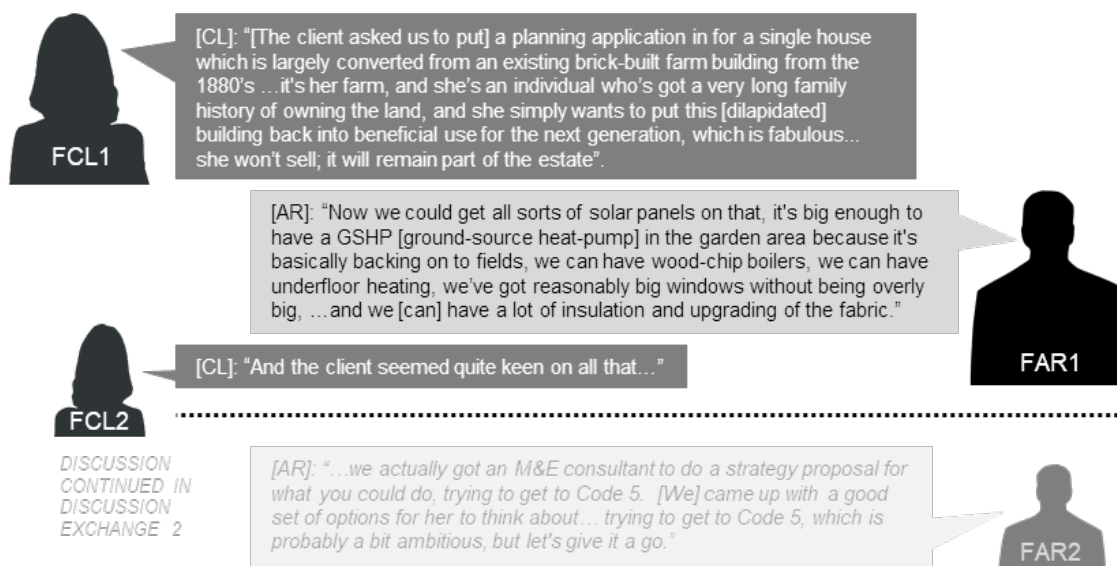 [CL]: “[The client asked us to put] a planning application in for a single house
which is largely converted from an existing brick-built farm building from the
1880's ...it's her farm, and she's an individual who's got a very long family
history of owning the land, and she simply wants to put this [dilapidated]
building back into beneficial use for the next generation, which is fabulous...
she won't sell; it will remain part of the estate”.
FCL1
[AR]: “Now we could get all sorts of solar panels on that, it's big enough to
have a GSHP [ground-source heat-pump] in the garden area because it's
basically backing on to fields, we can have wood-chip boilers, we can have
underfloor heating, we've got reasonably big windows without being overly
big, ...and we [can] have a lot of insulation and upgrading of the fabric.”
FAR1
[CL]: “And the client seemed quite keen on all that...”
FCL2
DISCUSSION
CONTINUED IN
DISCUSSION
EXCHANGE 2
[AR]: “...we actually got an M&E consultant to do a strategy proposal for
what you could do, trying to get to Code 5. [We] came up with a good
set of options for her to think about... trying to get to Code 5, which is
probably a bit ambitious, but let's give it a go.”
FAR2